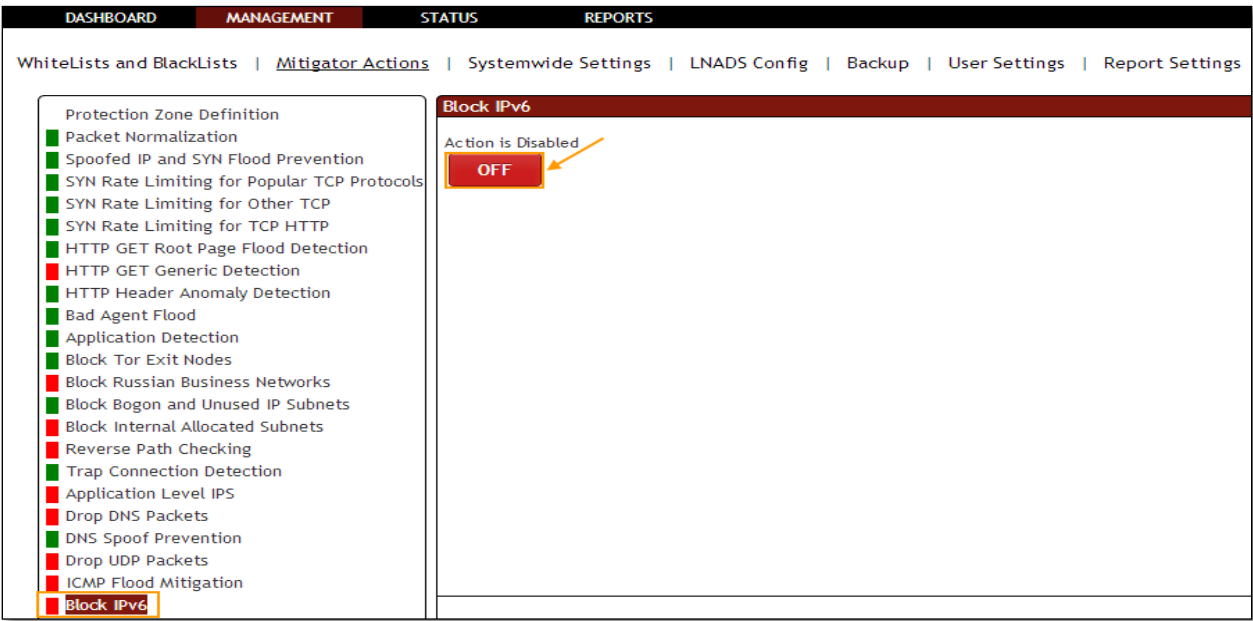 DASHBOARD MANAGEMENT STATUS REPORTS
WhiteLists and BlackLists | Mitigator Actions | Systemwide Settings | LNADS Config | Backup | User Settings | Report Settings
Protection Zone Definition
Packet Normalization
Spoofed IP and SYN Flood Prevention
SYN Rate Limiting for Popular TCP Protocols
SYN Rate Limiting for Other TCP
SYN Rate Limiting for TCP HTTP
HTTP GET Root Page Flood Detection
HTTP GET Generic Detection
HTTP Header Anomaly Detection
Bad Agent Flood
Application Detection
Block Tor Exit Nodes
Block Russian Business Networks
Block Bogon and Unused IP Subnets
Block Internal Allocated Subnets
Reverse Path Checking
Trap Connection Detection
Application Level IPS
Drop DNS Packets
DNS Spoof Prevention
Drop UDP Packets
ICMP Flood Mitigation
Block IPv6
Block IPv6
Action is Disabled
OFF